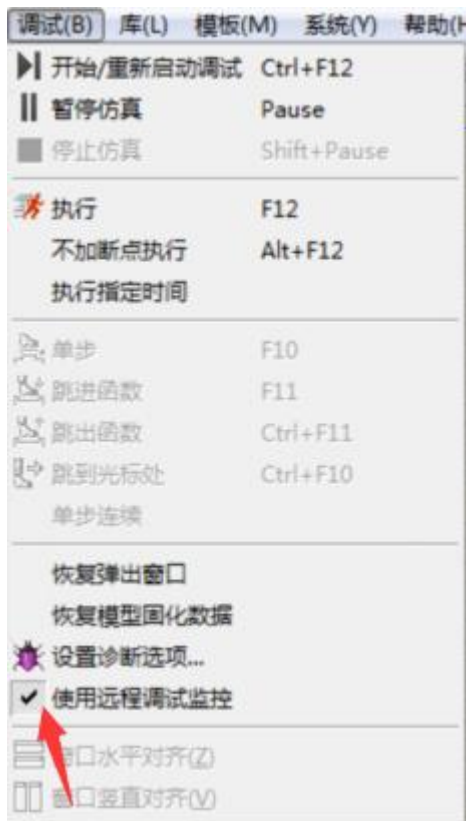 调试(B) 库(L) 模板(M) 系统(Y) 帮助(H
开始/重新启动调试 Ctrl+F12
暂停仿真 Pause
停止仿真 Shift+Pause
执行 F12
不加断点执行 Alt+F12
执行指定时间
单步 F10
跳进函数 F11
跳出函数 Ctrl+F11
跳到光标处 Ctrl+F10
单步连续
恢复弹出窗口
恢复模型固化数据
设置诊断选项...
使用远程调试监控
窗口水平对齐(Z)
窗口竖直对齐(V)